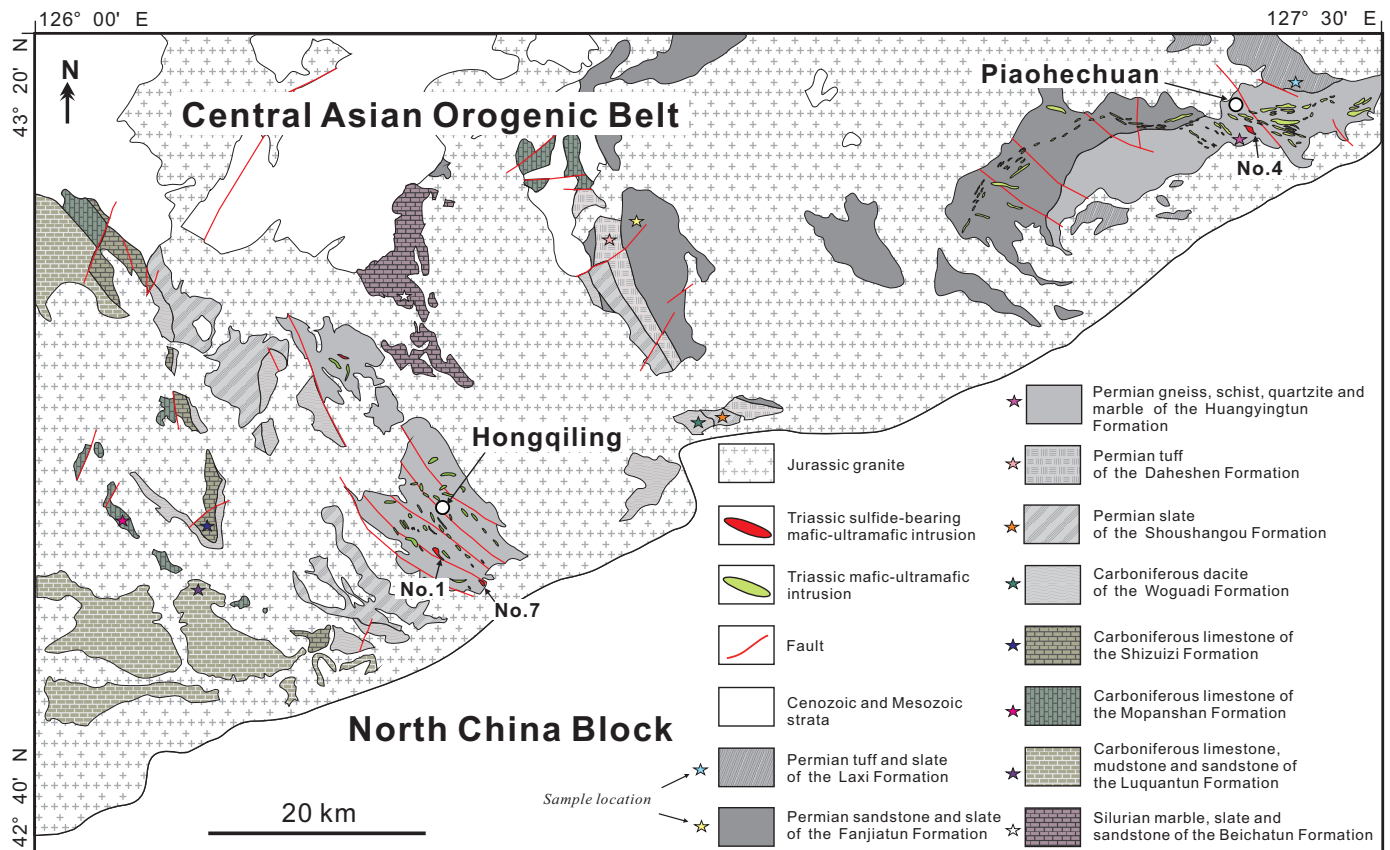 126° 00' E
127° 30' E
43° 20' N
N
Central Asian Orogenic Belt
Piaohechuan
No.4
Hongqiling
No.1
No.7
North China Block
20 km
42° 40' N
Jurassic granite
Triassic sulfide-bearing
mafic-ultramafic intrusion
Triassic mafic-ultramafic
intrusion
Fault
Cenozoic and Mesozoic
strata
Permian tuff and slate
of the Laxi Formation
Sample location
Permian sandstone and slate
of the Fanjiatun Formation
Permian gneiss, schist, quartzite and
marble of the Huangyingtun
Formation
Permian tuff
of the Daheshen Formation
Permian slate
of the Shoushangou Formation
Carboniferous dacite
of the Woguadi Formation
Carboniferous limestone of
the Shizuizi Formation
Carboniferous limestone of
the Mopanshan Formation
Carboniferous limestone,
mudstone and sandstone of
the Luquantun Formation
Silurian marble, slate and
sandstone of the Beichatun Formation